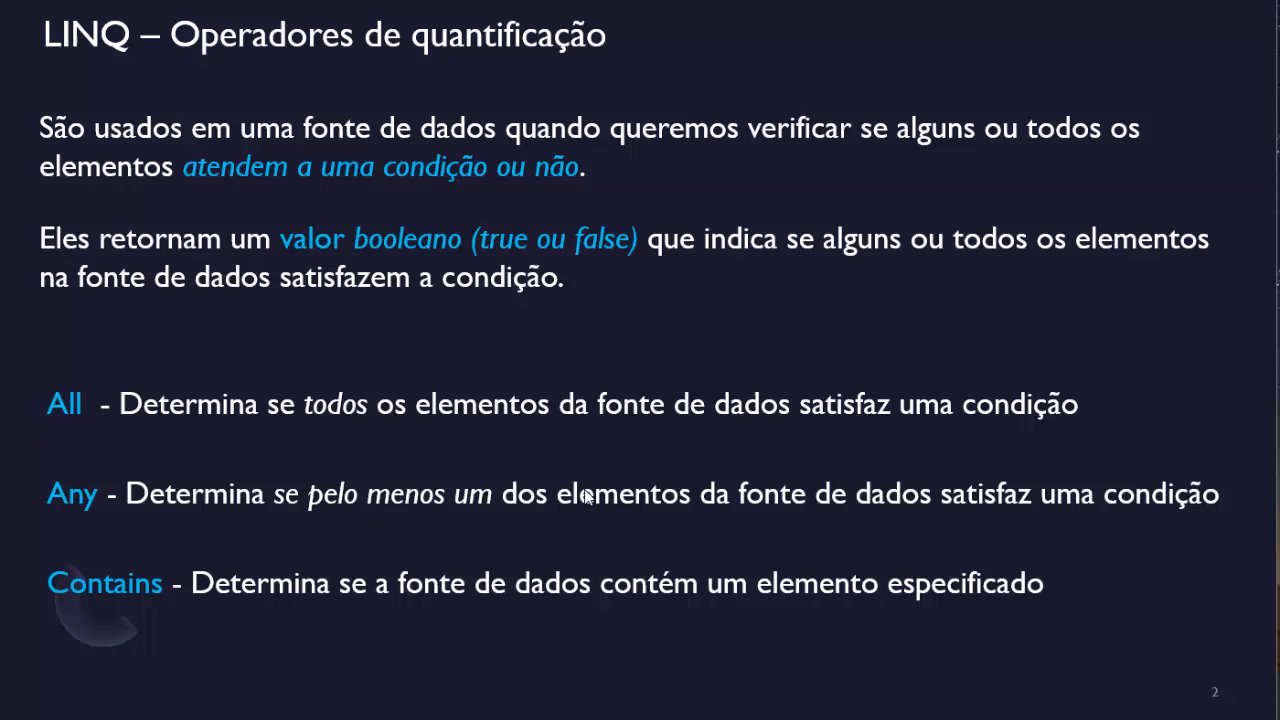 LINQ – Operadores de quantificação
São usados em uma fonte de dados quando queremos verificar se alguns ou todos os
elementos atendem a uma condição ou não.
Eles retornam um valor booleano (true ou false) que indica se alguns ou todos os elementos
na fonte de dados satisfazem a condição.
All - Determina se todos os elementos da fonte de dados satisfaz uma condição
Any - Determina se pelo menos um dos elementos da fonte de dados satisfaz uma condição
Contains - Determina se a fonte de dados contém um elemento especificado
2